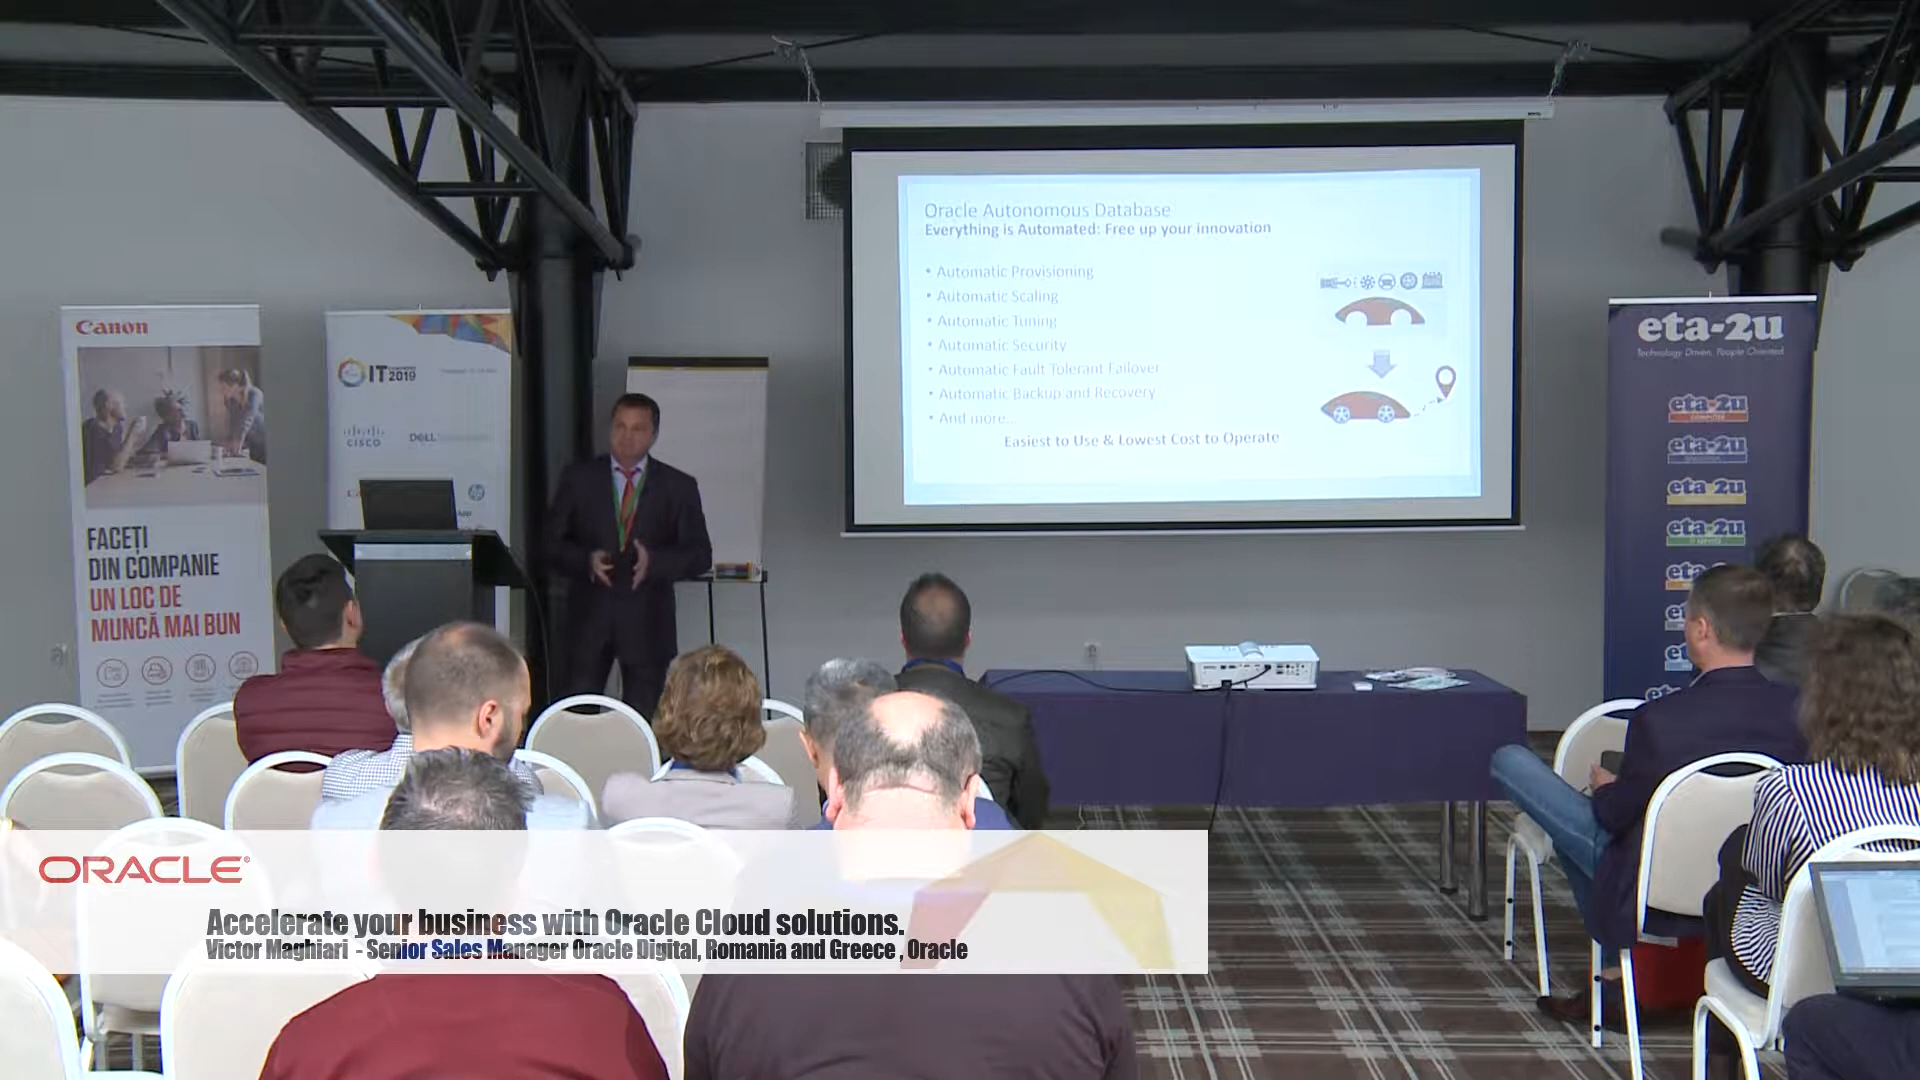 Oracle Autonomous Database
Everything is Automated: Free up your innovation
• Automatic Provisioning
• Automatic Scaling
• Automatic Tuning
• Automatic Security
• Automatic Fault Tolerant Failover
• Automatic Backup and Recovery
• And more...
Easiest to Use & Lowest Cost to Operate
Canon
FACEȚI
DIN COMPANIE
UN LOC DE
MUNCĂ MAI BUN
IT
2019
CISCO
DELL
hp
eta-2u
Technology Driven, People Oriented
eta-2u
COMPUTER
eta-2u
eta-2u
eta-2u
IT SERVICE
ORACLE®
Accelerate your business with Oracle Cloud solutions.
Victor Maghiari - Senior Sales Manager Oracle Digital, Romania and Greece , Oracle